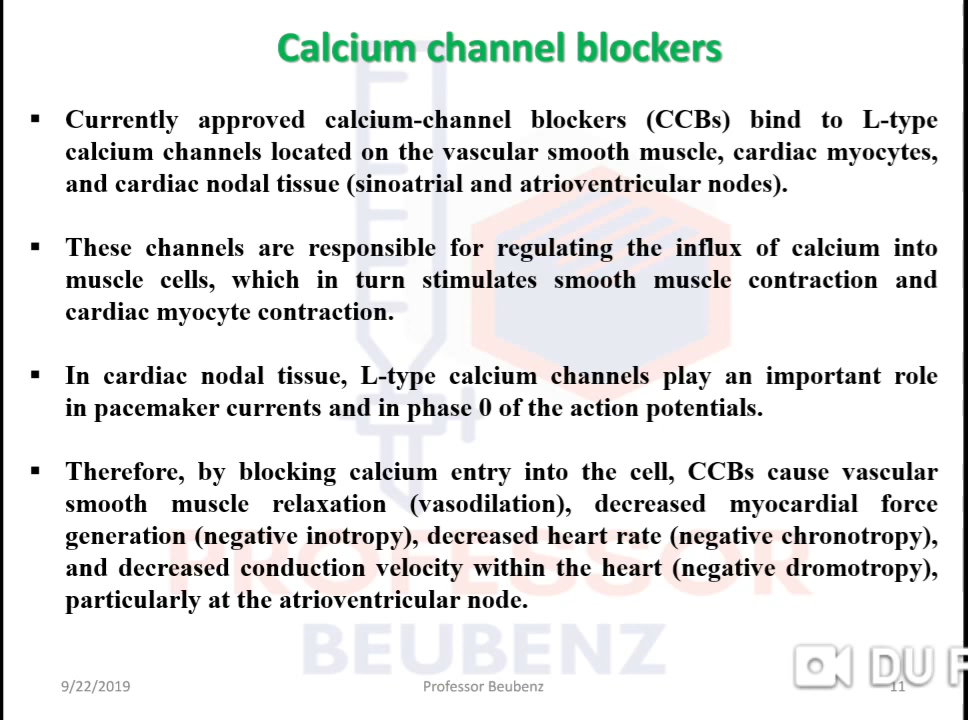 Calcium channel blockers
▪ Currently approved calcium-channel blockers (CCBs) bind to L-type
calcium channels located on the vascular smooth muscle, cardiac myocytes,
and cardiac nodal tissue (sinoatrial and atrioventricular nodes).
▪ These channels are responsible for regulating the influx of calcium into
muscle cells, which in turn stimulates smooth muscle contraction and
cardiac myocyte contraction.
▪ In cardiac nodal tissue, L-type calcium channels play an important role
in pacemaker currents and in phase 0 of the action potentials.
▪ Therefore, by blocking calcium entry into the cell, CCBs cause vascular
smooth muscle relaxation (vasodilation), decreased myocardial force
generation (negative inotropy), decreased heart rate (negative chronotropy),
and decreased conduction velocity within the heart (negative dromotropy),
particularly at the atrioventricular node.
PROFESSOR
BEUBENZ
DU F
9/22/2019
Professor Beubenz
11